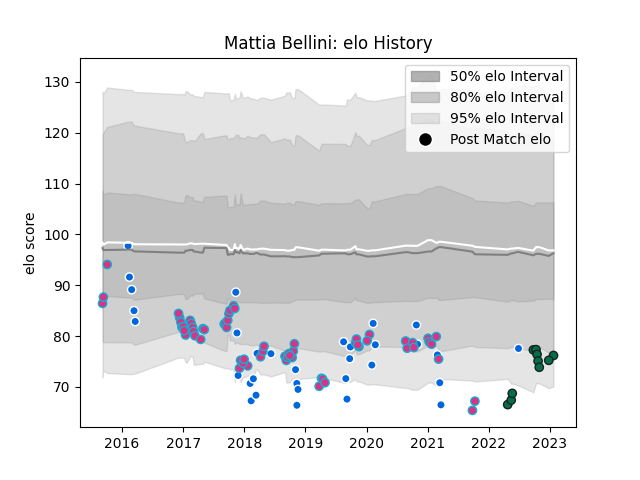 Mattia Bellini: elo History
50% elo Interval
80% elo Interval
95% elo Interval
Post Match elo
elo score
130
120
110
100
90
80
70
2016 2017 2018 2019 2020 2021 2022 2023